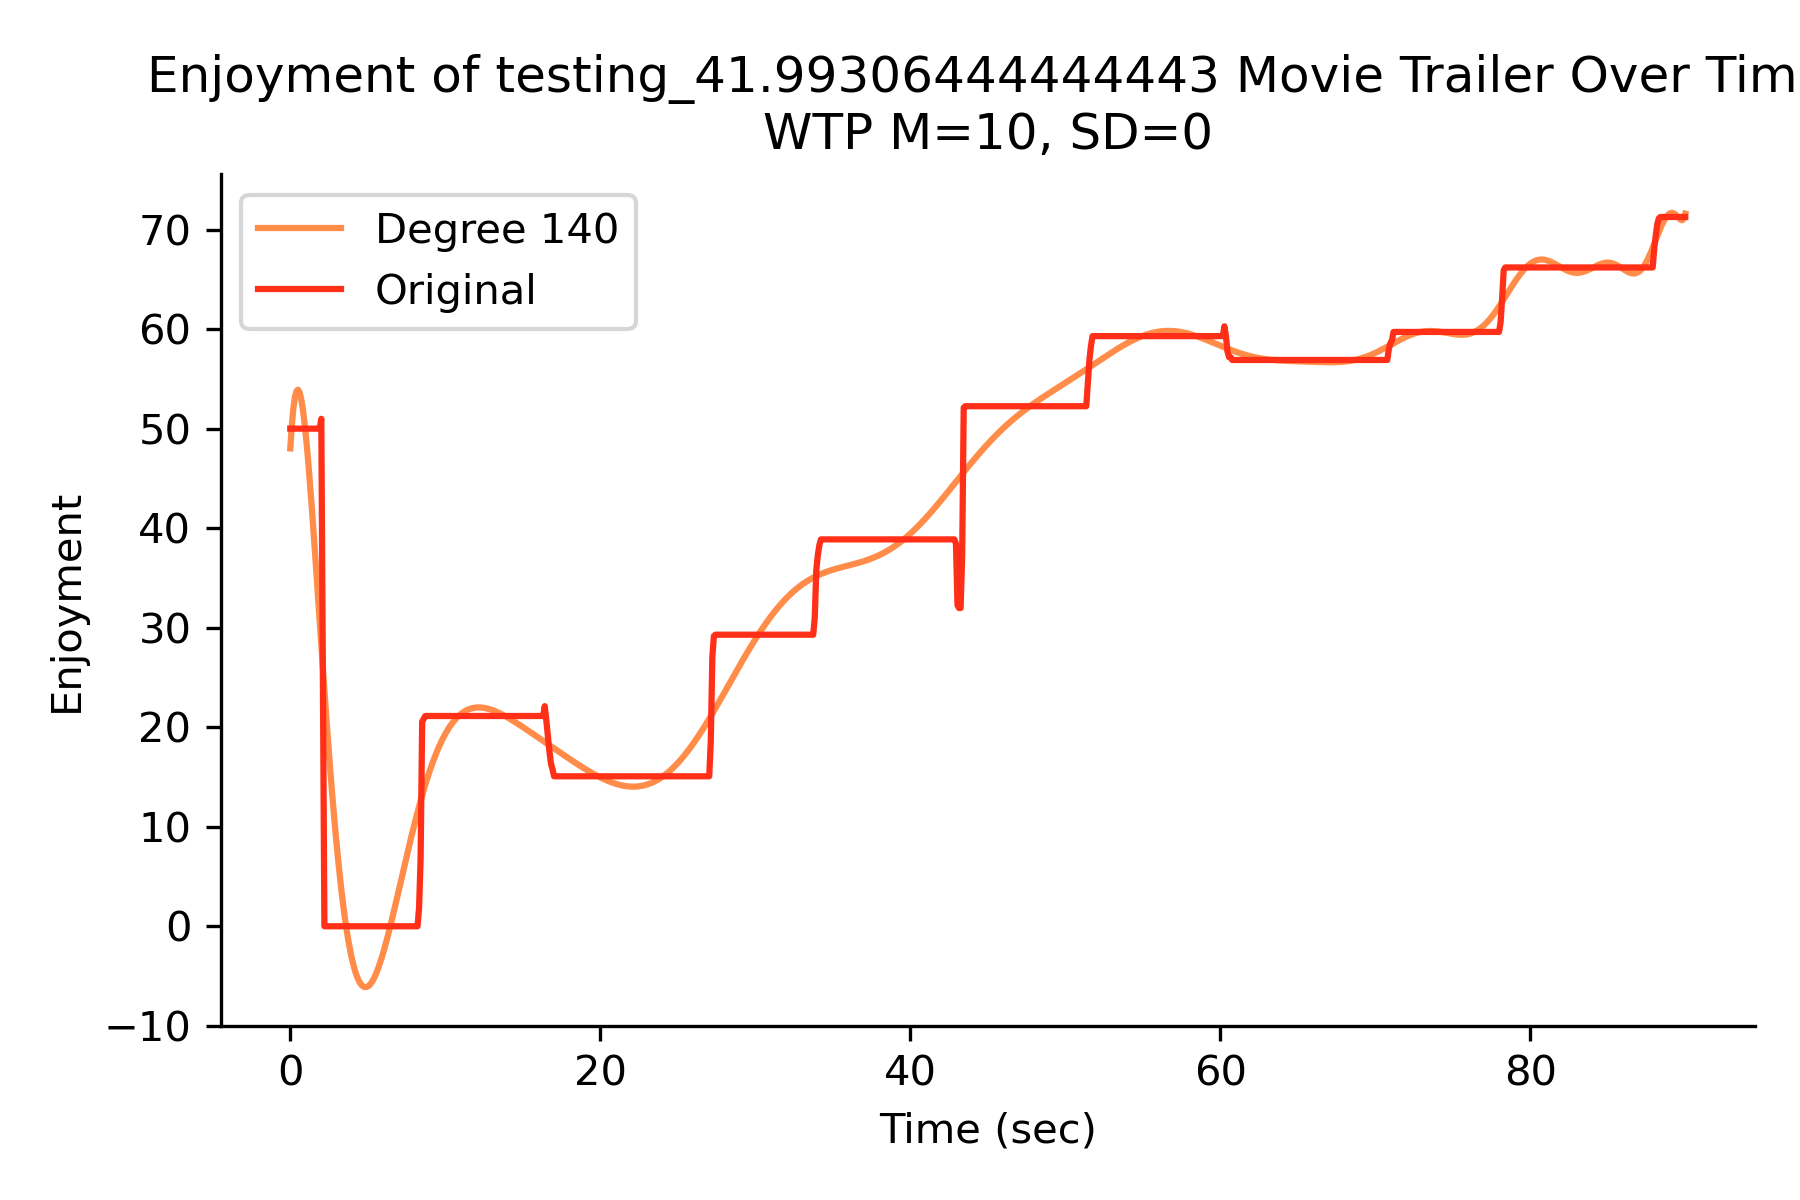 Enjoyment of testing_41.99306444444443 Movie Trailer Over Tim
WTP M=10, SD=0
Degree 140
Original
70
60
50
40
30
20
10
0
−10
Enjoyment
0 20 40 60 80
Time (sec)